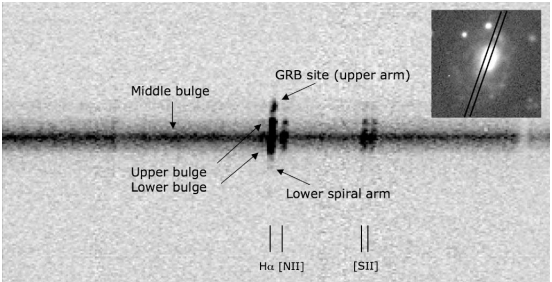 GRB site (upper arm)
Middle bulge
Upper bulge
Lower bulge
Lower spiral arm
Hα [NII]
[SII]